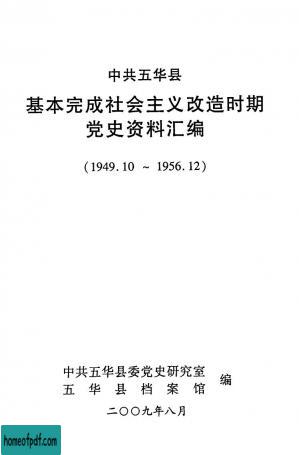 中共五华县
基本完成社会主义改造时期
党史资料汇编
(1949.10 ~ 1956.12)
中共五华县委党史研究室
五华县档案馆 编
二〇〇九年八月
homeofpdf.com